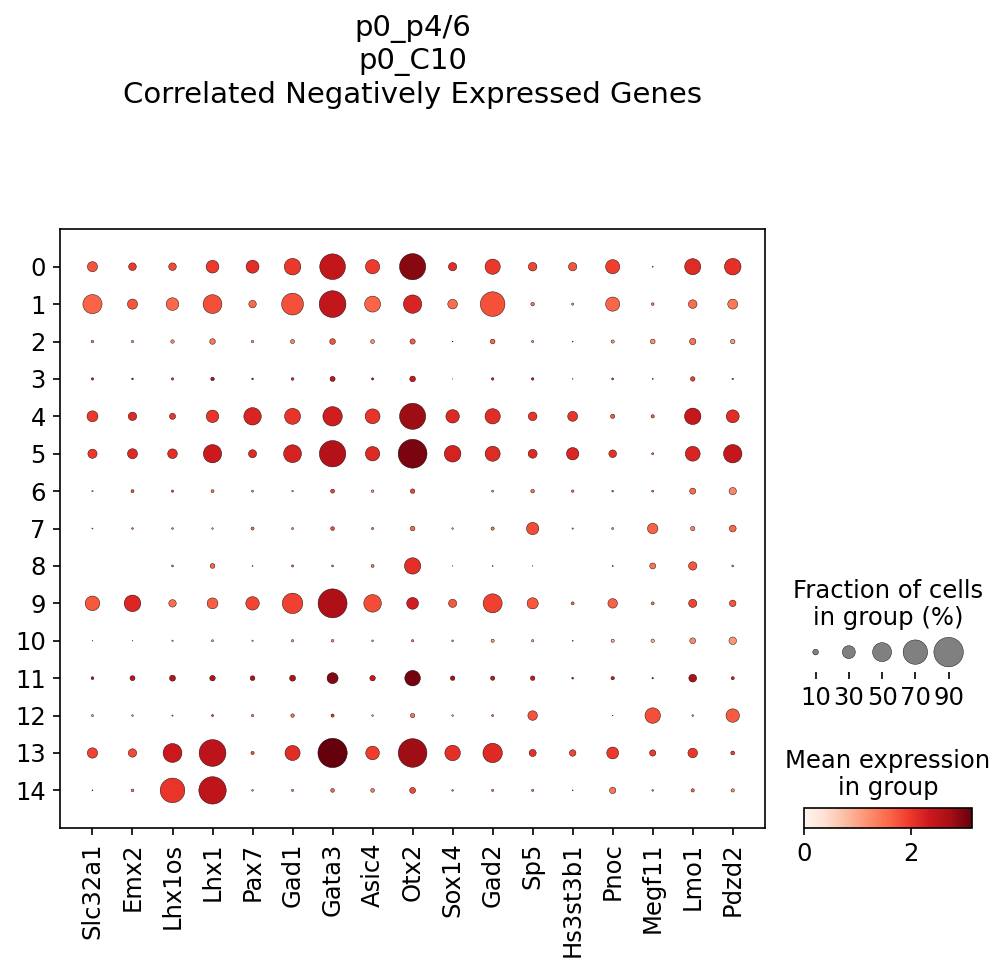 p0_p4/6
p0_C10
Correlated Negatively Expressed Genes
0
1
2
3
4
5
6
7
8
9
10
11
12
13
14
Slc32a1
Emx2
Lhx1os
Lhx1
Pax7
Gad1
Gata3
Asic4
Otx2
Sox14
Gad2
Sp5
Hs3st3b1
Pnoc
Megf11
Lmo1
Pdzd2
Fraction of cells
in group (%)
10 30 50 70 90
Mean expression
in group
0 2